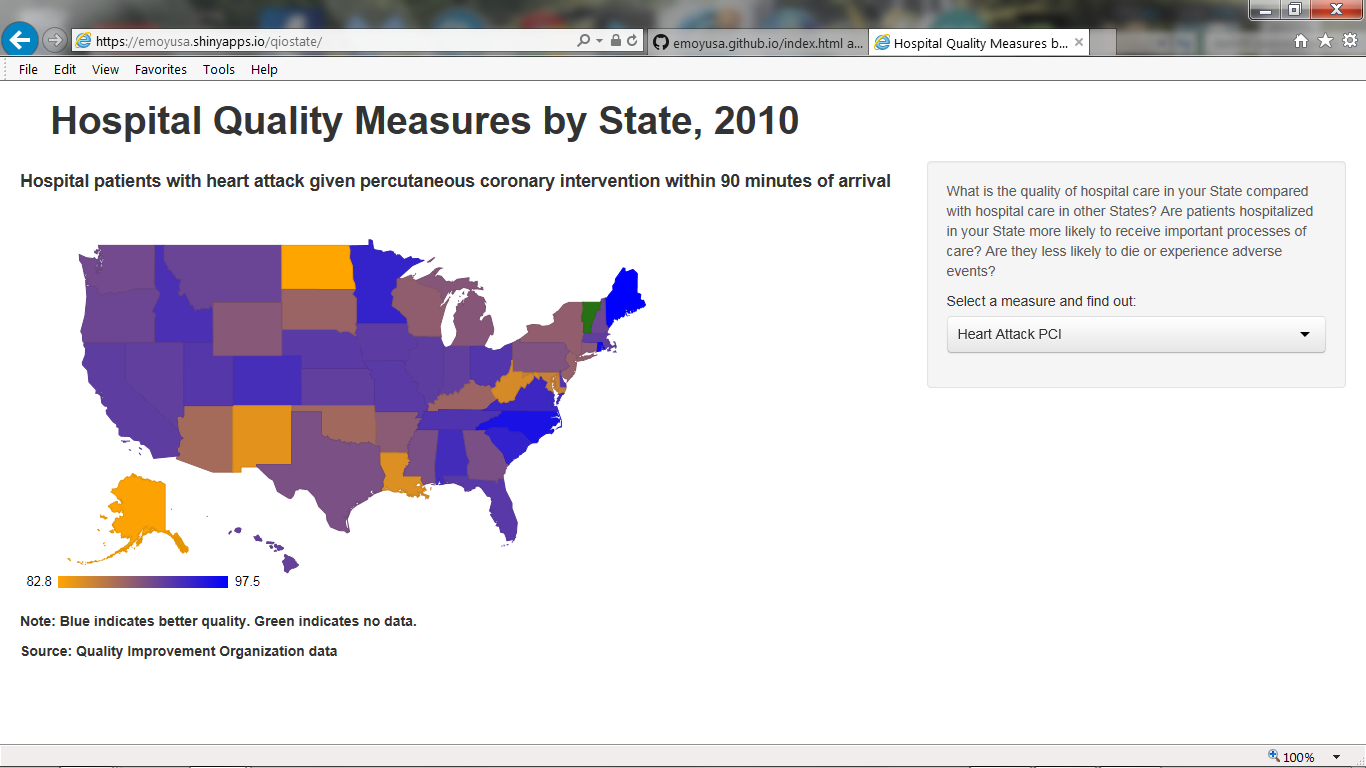 https://emoyusa.shinyapps.io/qiostate/
emoyusa.github.io/index.html a...
Hospital Quality Measures b...
File Edit View Favorites Tools Help
Hospital Quality Measures by State, 2010
Hospital patients with heart attack given percutaneous coronary intervention within 90 minutes of arrival
What is the quality of hospital care in your State compared
with hospital care in other States? Are patients hospitalized
in your State more likely to receive important processes of
care? Are they less likely to die or experience adverse
events?
Select a measure and find out:
Heart Attack PCI
82.8 97.5
Note: Blue indicates better quality. Green indicates no data.
Source: Quality Improvement Organization data
100%